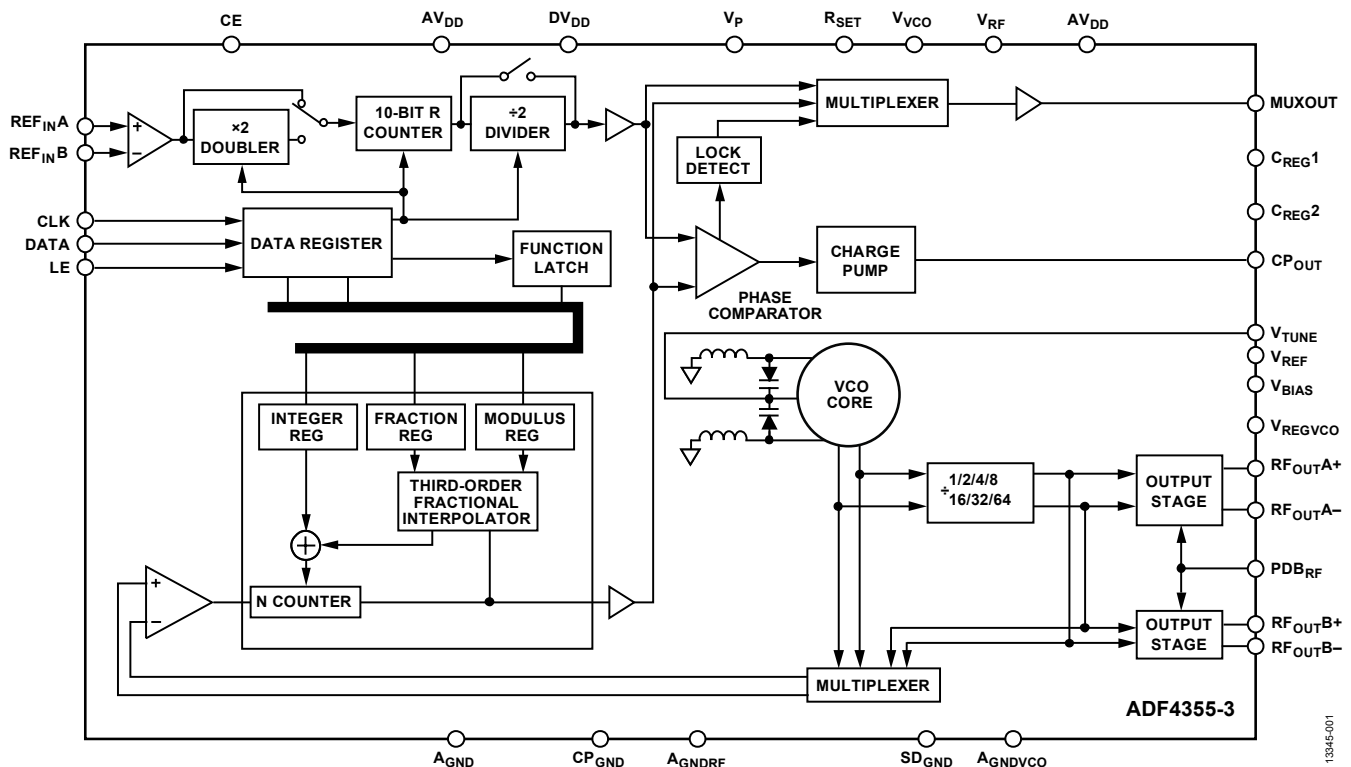 CE
AVDD
DVDD
VP
RSET
VVCO
VRF
AVDD
REFINA
REFINB
+
−
×2
DOUBLER
10-BIT R
COUNTER
÷2
DIVIDER
MULTIPLEXER
MUXOUT
LOCK
DETECT
CREG1
CREG2
CLK
DATA
LE
DATA REGISTER
FUNCTION
LATCH
CHARGE
PUMP
CPOUT
PHASE
COMPARATOR
VTUNE
VREF
VBIAS
VREGVCO
VCO
CORE
INTEGER
REG
FRACTION
REG
MODULUS
REG
THIRD-ORDER
FRACTIONAL
INTERPOLATOR
÷ 1/2/4/8
16/32/64
OUTPUT
STAGE
RFOUTA+
RFOUTA−
PDBRF
+
−
N COUNTER
OUTPUT
STAGE
RFOUTB+
RFOUTB−
MULTIPLEXER
ADF4355-3
AGND
CPGND
AGNDRF
SDGND
AGNDVCO
13345-001